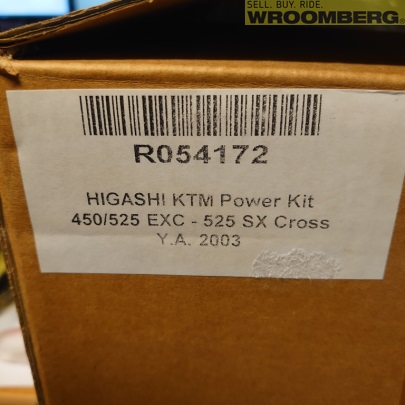 SELL. BUY. RIDE.
WROOMBERG
R054172
HIGASHI KTM Power Kit
450/525 EXC - 525 SX Cross
Y.A. 2003